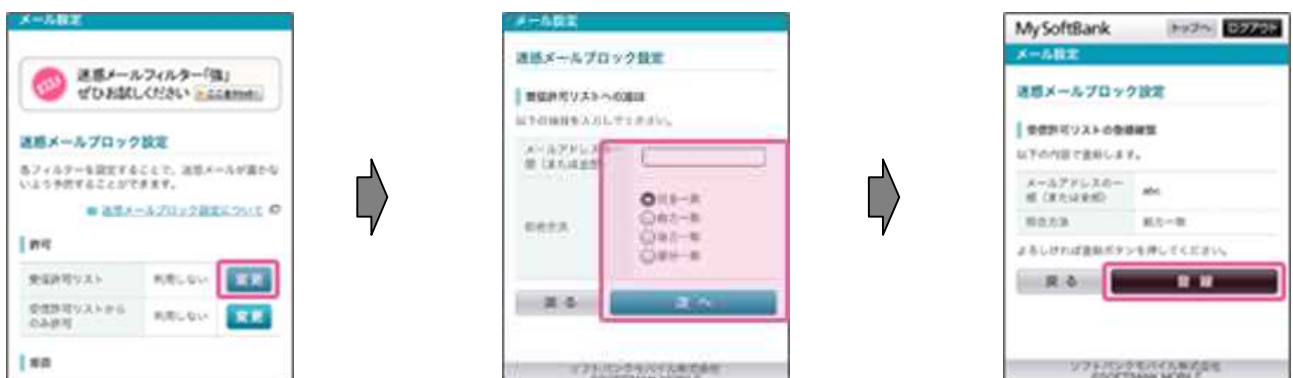 メール設定
迷惑メールフィルター「強」
ぜひお試しください
迷惑メールブロック設定
各フィルターを設定することで、迷惑メールが届かな
いよう予防することができます。
迷惑メールブロック設定について
許可
受信許可リスト 利用しない 変更
受信許可リストから
のみ許可 利用しない 変更
メール設定
迷惑メールブロック設定
受信許可リストへの追加
以下の項目を入力してください。
メールアドレスの一
部（または全部）
照合方法
完全一致
前方一致
後方一致
部分一致
戻る 次へ
ソフトバンクモバイル株式会社
My SoftBank トップへ ログアウト
メール設定
迷惑メールブロック設定
受信許可リストの登録確認
以下の内容で登録します。
メールアドレスの一
部（または全部） abc
照合方法 前方一致
よろしければ登録ボタンを押してください。
戻る 登録
ソフトバンクモバイル株式会社